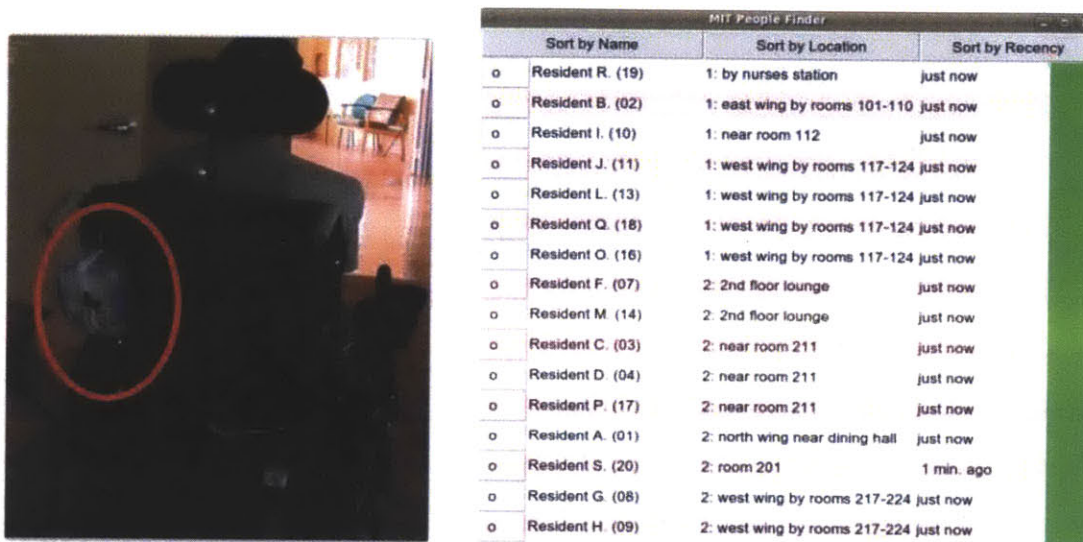 MIT People Finder
Sort by Name Sort by Location Sort by Recency
o Resident R. (19) 1: by nurses station just now
o Resident B. (02) 1: east wing by rooms 101-110 just now
o Resident I. (10) 1: near room 112 just now
o Resident J. (11) 1: west wing by rooms 117-124 just now
o Resident L. (13) 1: west wing by rooms 117-124 just now
o Resident Q. (18) 1: west wing by rooms 117-124 just now
o Resident O. (16) 1: west wing by rooms 117-124 just now
o Resident F. (07) 2: 2nd floor lounge just now
o Resident M. (14) 2: 2nd floor lounge just now
o Resident C. (03) 2: near room 211 just now
o Resident D. (04) 2: near room 211 just now
o Resident P. (17) 2: near room 211 just now
o Resident A. (01) 2: north wing near dining hall just now
o Resident S. (20) 2: room 201 1 min. ago
o Resident G. (08) 2: west wing by rooms 217-224 just now
o Resident H. (09) 2: west wing by rooms 217-224 just now